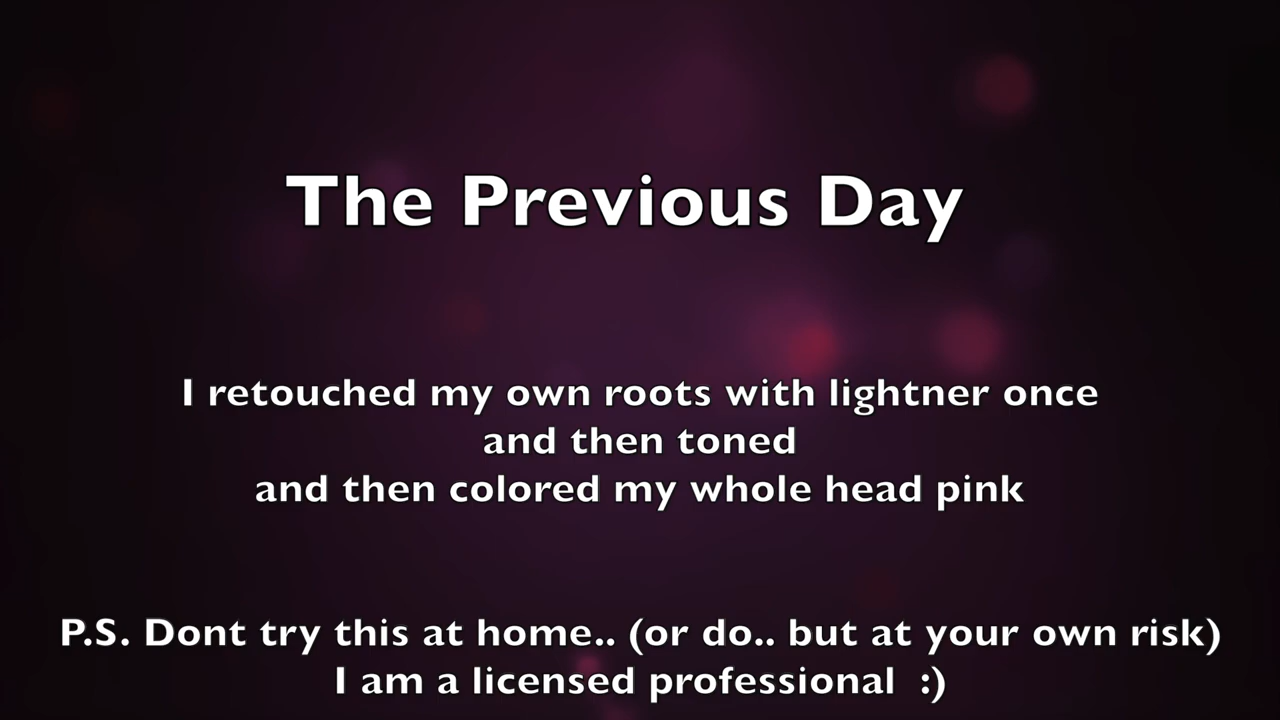 The Previous Day
I retouched my own roots with lightner once
and then toned
and then colored my whole head pink
P.S. Dont try this at home.. (or do.. but at your own risk)
I am a licensed professional  :)